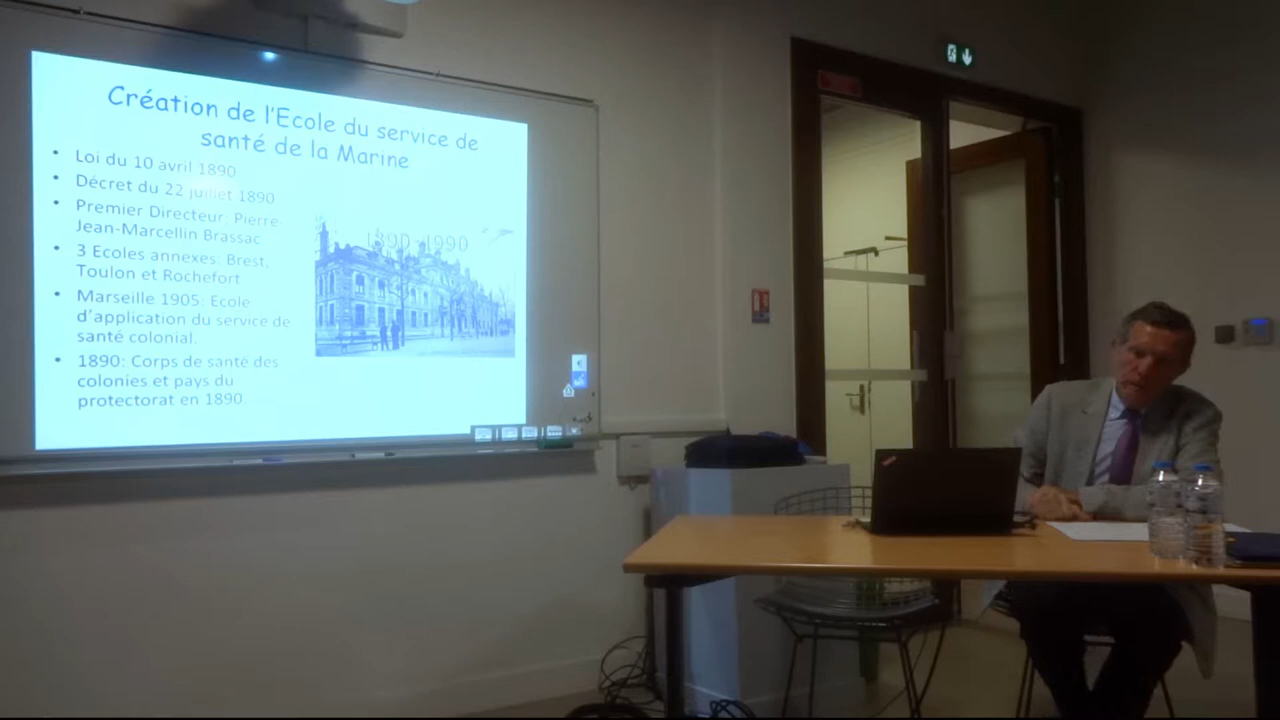 Création de l'Ecole du service de
santé de la Marine
• Loi du 10 avril 1890
• Décret du 22 juillet 1890
• Premier Directeur: Pierre-
Jean-Marcellin Brassac
• 3 Ecoles annexes: Brest,
Toulon et Rochefort
• Marseille 1905: Ecole
d'application du service de
santé colonial.
• 1890: Corps de santé des
colonies et pays du
protectorat en 1890.
1890-1990